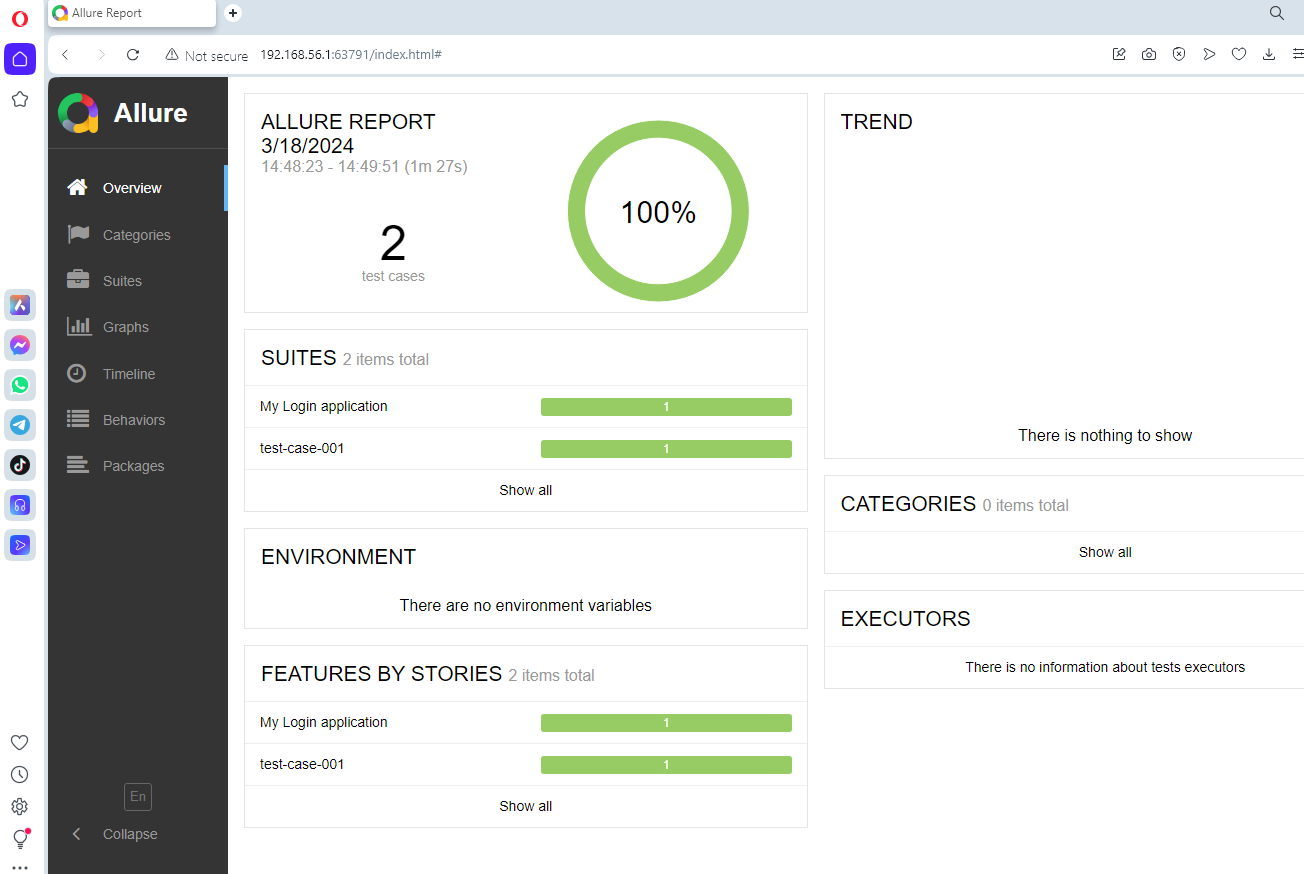 Allure Report
Not secure 192.168.56.1:63791/index.html#
Allure
Overview
Categories
Suites
Graphs
Timeline
Behaviors
Packages
En
Collapse
ALLURE REPORT
3/18/2024
14:48:23 - 14:49:51 (1m 27s)
2
test cases
100%
SUITES 2 items total
My Login application 1
test-case-001 1
Show all
ENVIRONMENT
There are no environment variables
FEATURES BY STORIES 2 items total
My Login application 1
test-case-001 1
Show all
TREND
There is nothing to show
CATEGORIES 0 items total
Show all
EXECUTORS
There is no information about tests executors